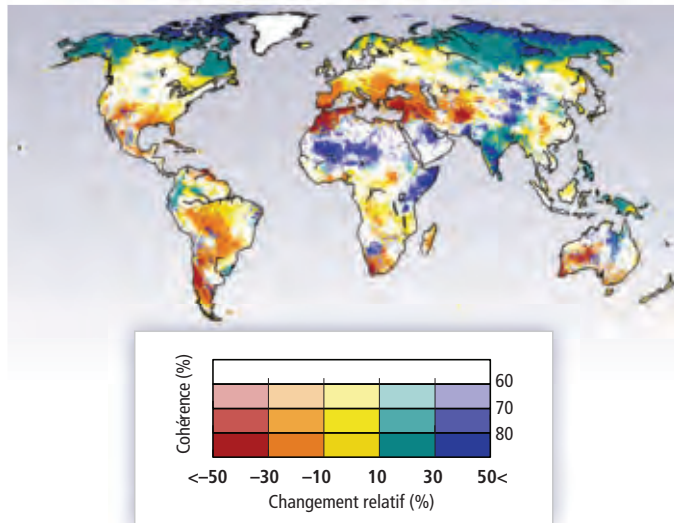 Cohérence (%)
60
70
80
<–50 –30 –10 10 30 50<
Changement relatif (%)